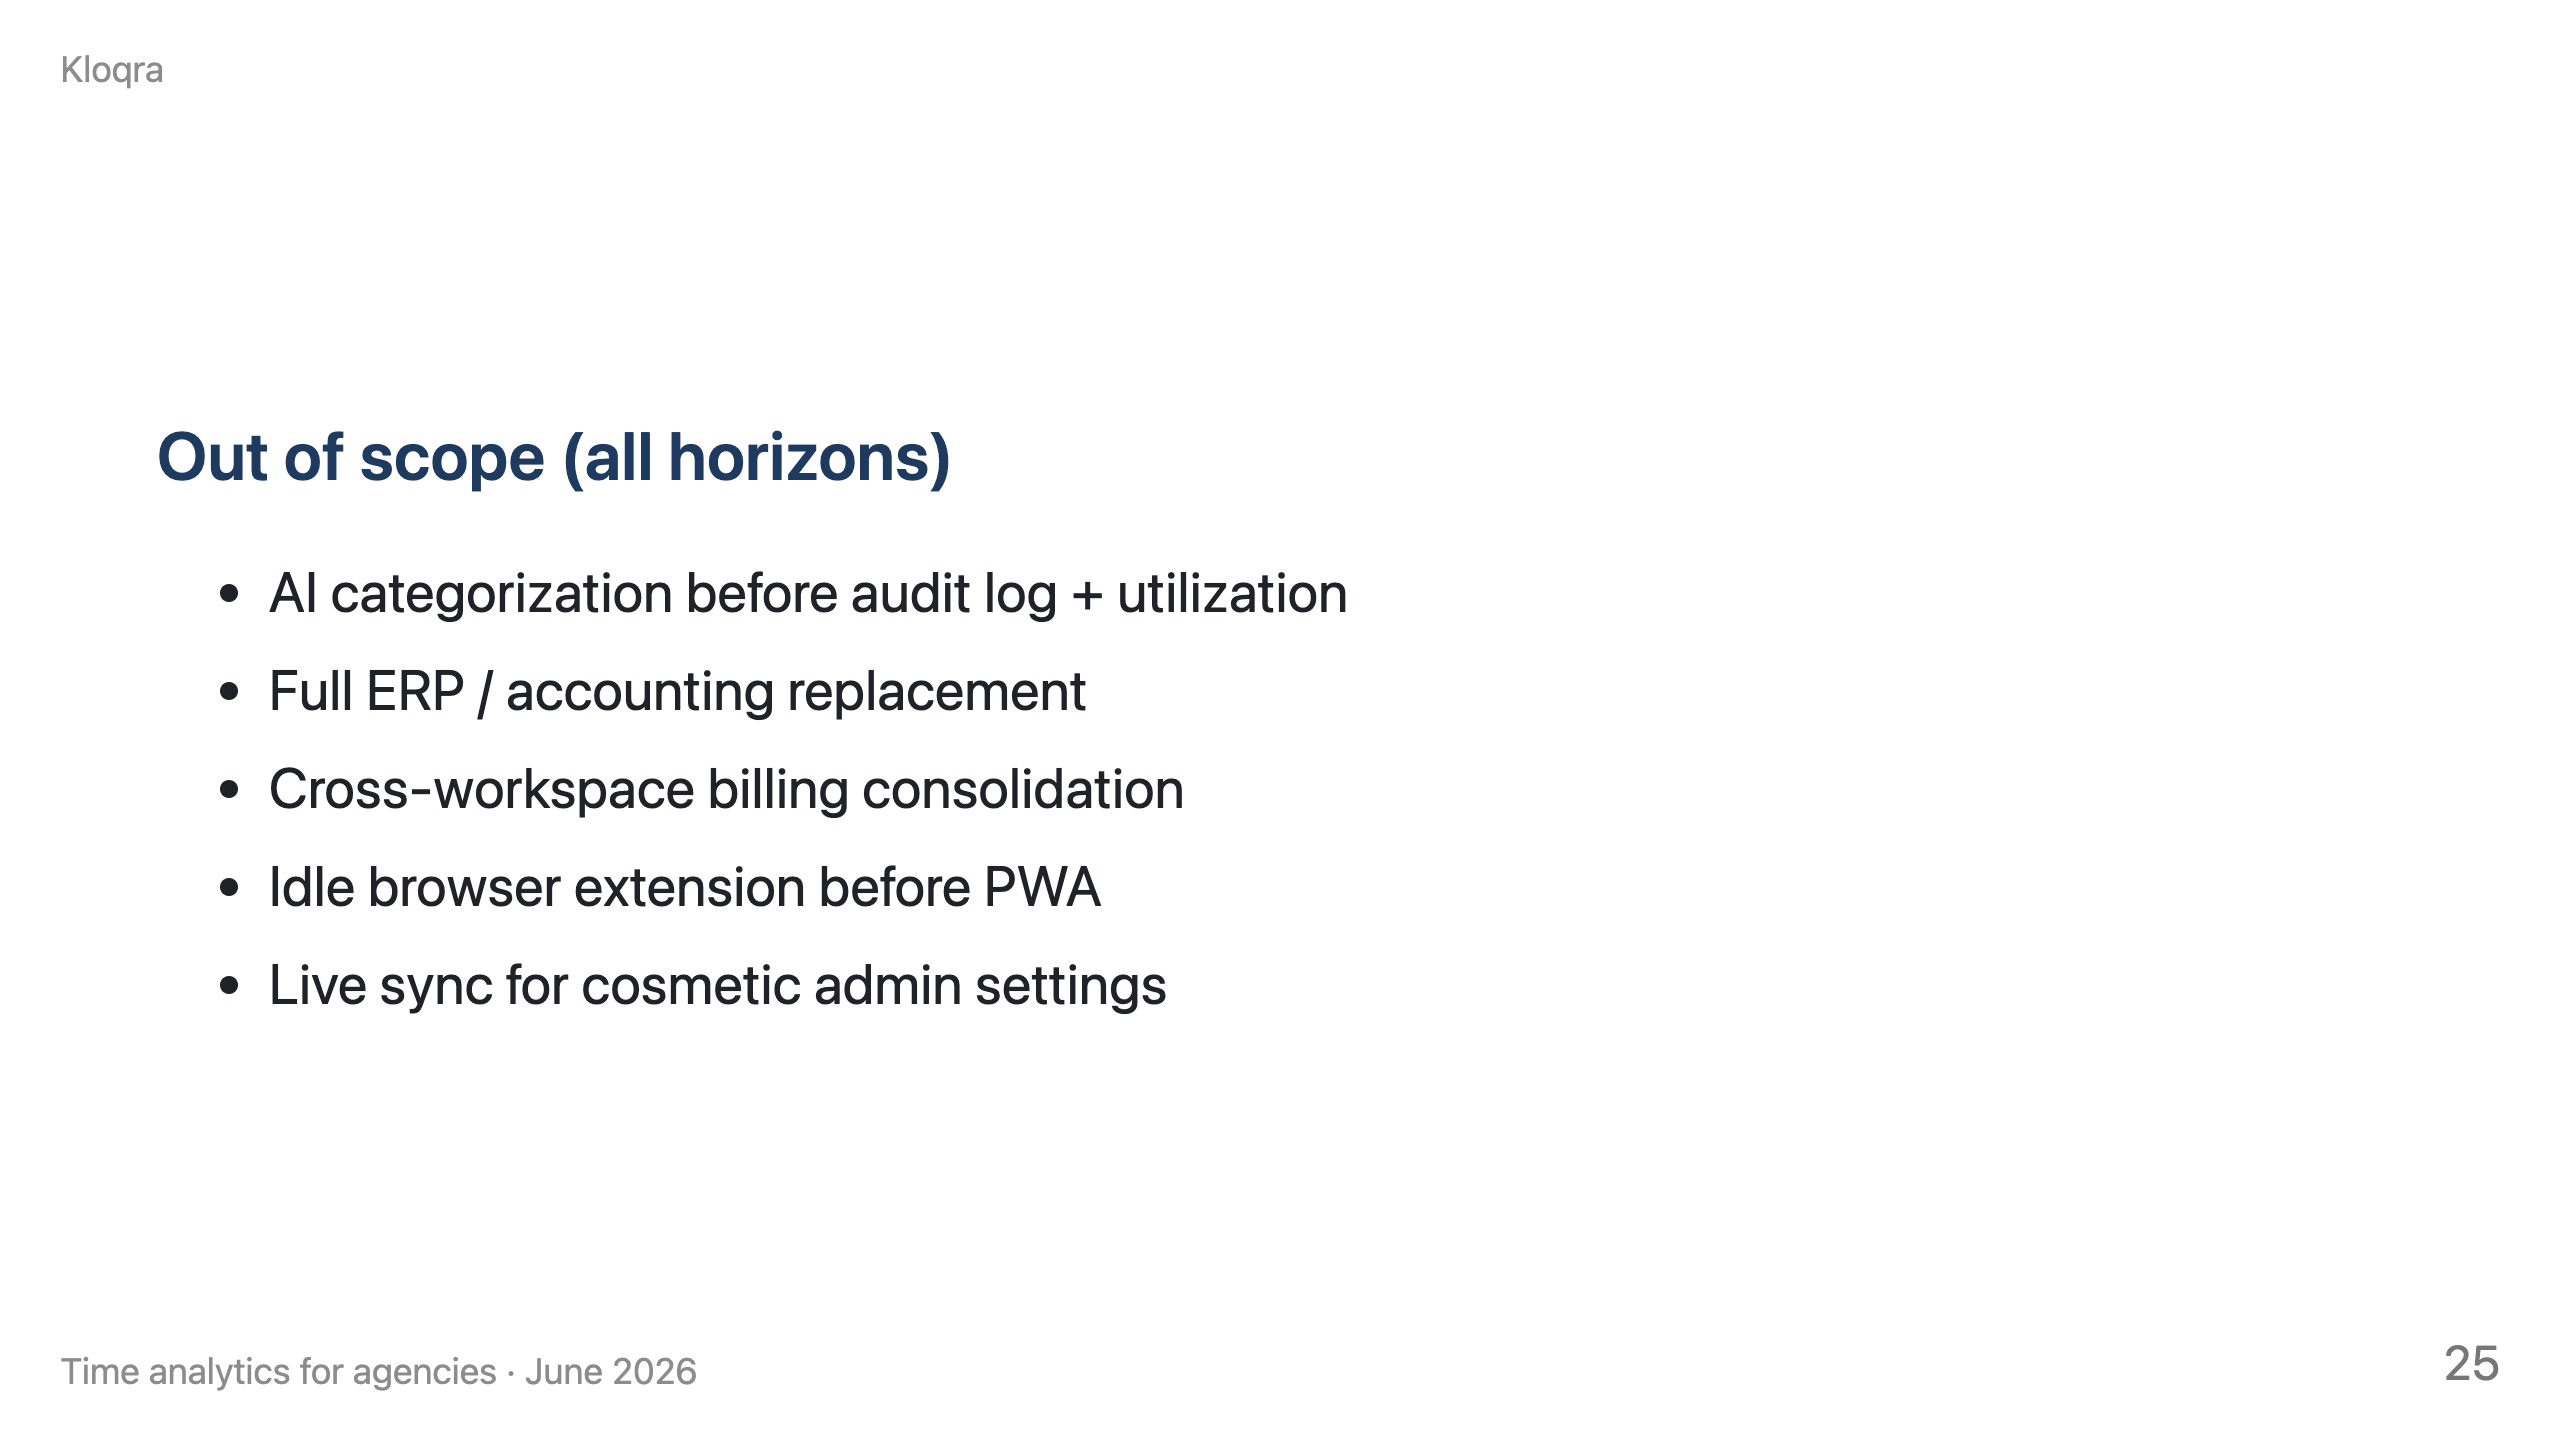 Kloqra
Out of scope (all horizons)
• AI categorization before audit log + utilization
• Full ERP / accounting replacement
• Cross-workspace billing consolidation
• Idle browser extension before PWA
• Live sync for cosmetic admin settings
Time analytics for agencies · June 2026
25